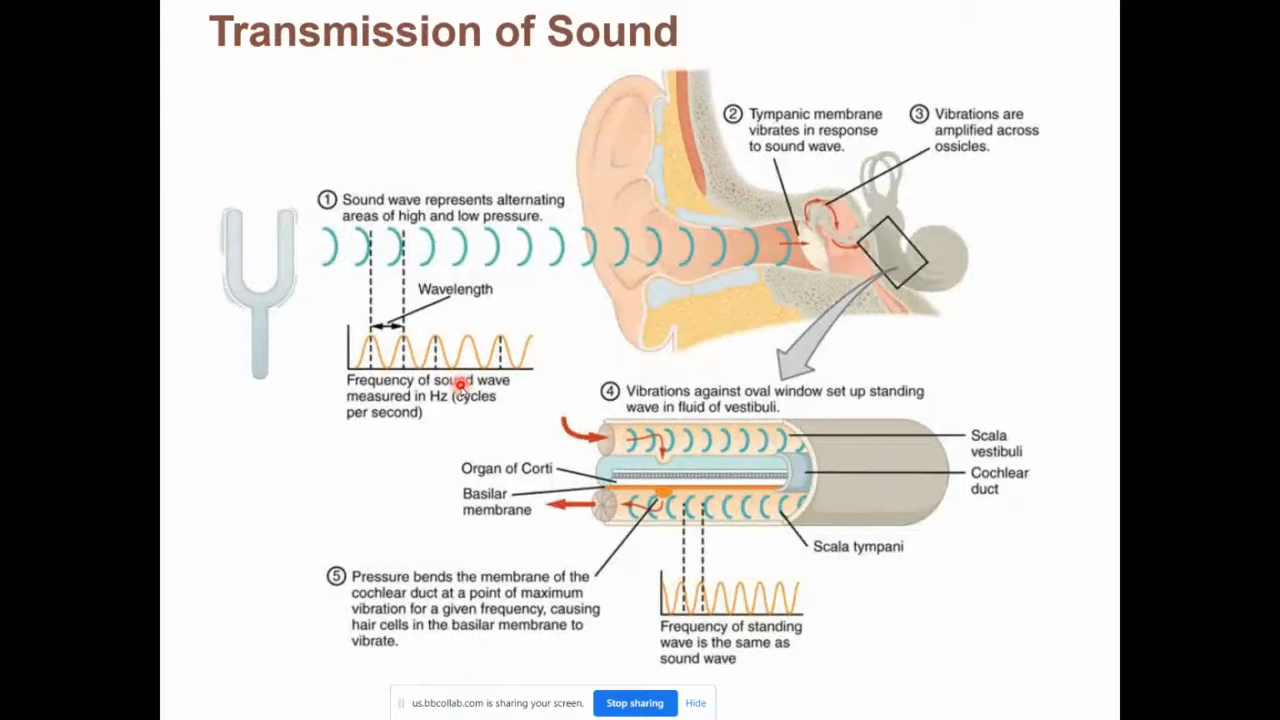 Transmission of Sound
② Tympanic membrane
vibrates in response
to sound wave.
③ Vibrations are
amplified across
ossicles.
① Sound wave represents alternating
areas of high and low pressure.
Wavelength
Frequency of sound wave
measured in Hz (cycles
per second)
④ Vibrations against oval window set up standing
wave in fluid of vestibuli.
Scala
vestibuli
Organ of Corti
Cochlear
duct
Basilar
membrane
Scala tympani
⑤ Pressure bends the membrane of the
cochlear duct at a point of maximum
vibration for a given frequency, causing
hair cells in the basilar membrane to
vibrate.
Frequency of standing
wave is the same as
sound wave
us.bbcollab.com is sharing your screen.
Stop sharing
Hide